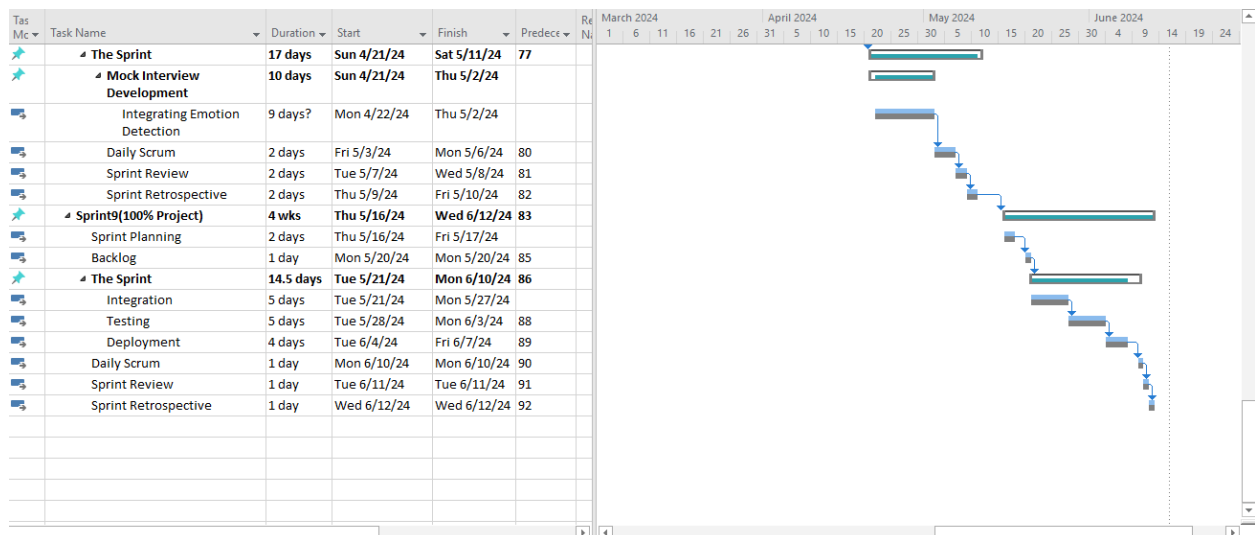 Tas
Mc Task Name Duration Start Finish Predece Re
N
March 2024 April 2024 May 2024 June 2024
1 6 11 16 21 26 31 5 10 15 20 25 30 5 10 15 20 25 30 4 9 14 19 24
The Sprint 17 days Sun 4/21/24 Sat 5/11/24 77
Mock Interview 10 days Sun 4/21/24 Thu 5/2/24
Development
Integrating Emotion 9 days? Mon 4/22/24 Thu 5/2/24
Detection
Daily Scrum 2 days Fri 5/3/24 Mon 5/6/24 80
Sprint Review 2 days Tue 5/7/24 Wed 5/8/24 81
Sprint Retrospective 2 days Thu 5/9/24 Fri 5/10/24 82
Sprint9(100% Project) 4 wks Thu 5/16/24 Wed 6/12/24 83
Sprint Planning 2 days Thu 5/16/24 Fri 5/17/24
Backlog 1 day Mon 5/20/24 Mon 5/20/24 85
The Sprint 14.5 days Tue 5/21/24 Mon 6/10/24 86
Integration 5 days Tue 5/21/24 Mon 5/27/24
Testing 5 days Tue 5/28/24 Mon 6/3/24 88
Deployment 4 days Tue 6/4/24 Fri 6/7/24 89
Daily Scrum 1 day Mon 6/10/24 Mon 6/10/24 90
Sprint Review 1 day Tue 6/11/24 Tue 6/11/24 91
Sprint Retrospective 1 day Wed 6/12/24 Wed 6/12/24 92